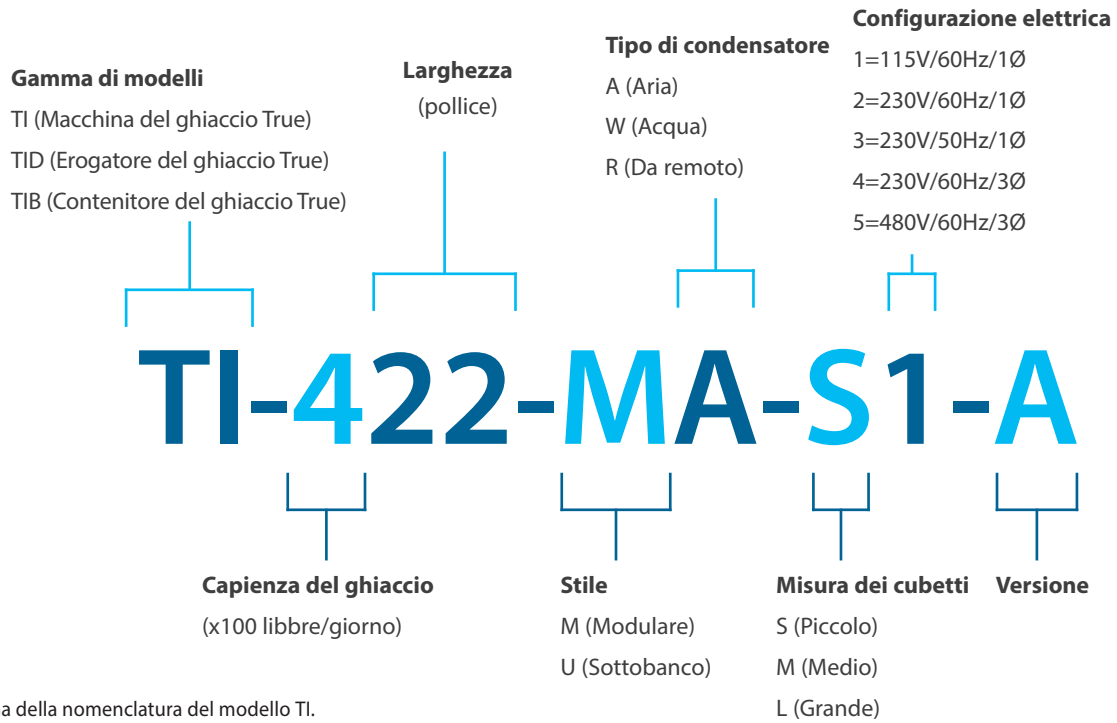 Gamma di modelli
TI (Macchina del ghiaccio True)
TID (Erogatore del ghiaccio True)
TIB (Contenitore del ghiaccio True)
Larghezza
(pollice)
Tipo di condensatore
A (Aria)
W (Acqua)
R (Da remoto)
Configurazione elettrica
1=115V/60Hz/1Ø
2=230V/60Hz/1Ø
3=230V/50Hz/1Ø
4=230V/60Hz/3Ø
5=480V/60Hz/3Ø
TI-422-MA-S1-A
Capienza del ghiaccio
(x100 libbre/giorno)
Stile
M (Modulare)
U (Sottobanco)
Misura dei cubetti
S (Piccolo)
M (Medio)
L (Grande)
Versione
della nomenclatura del modello TI.